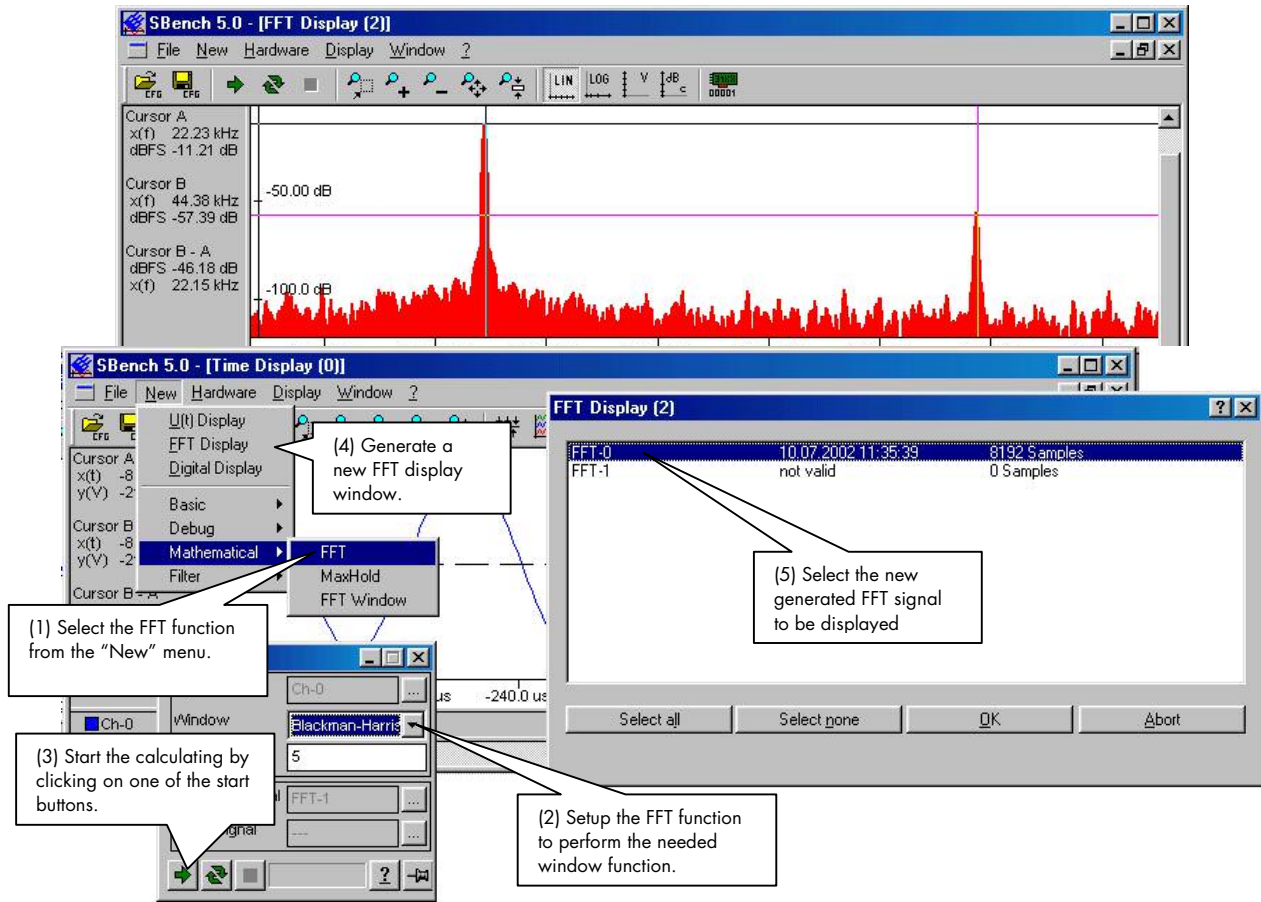 SBench 5.0 - [FFT Display (2)]
File New Hardware Display Window ?
CFG CFG LIN LOG V dB c 00001
Cursor A
x(f) 22.23 kHz
dBFS -11.21 dB
Cursor B
x(f) 44.38 kHz
dBFS -57.39 dB
Cursor B - A
dBFS -46.18 dB
x(f) 22.15 kHz
-50.00 dB
-100.0 dB
SBench 5.0 - [Time Display (0)]
File New Hardware Display Window ?
CFG
U(t) Display
FFT Display
Digital Display
Basic
Debug
Mathematical
Filter
FFT
MaxHold
FFT Window
Cursor A
x(t) -8
y(V) -2
Cursor B
x(t) -8
y(V) -2
Cursor B - A
(4) Generate a
new FFT display
window.
(1) Select the FFT function
from the “New” menu.
us -240.0 us
Ch-0
Ch-0 ...
Window Blackman-Harris
5
FFT-1 ...
--- ...
?
(3) Start the calculating by
clicking on one of the start
buttons.
(2) Setup the FFT function
to perform the needed
window function.
FFT Display (2)
FFT-0 10.07.2002 11:35:39 8192 Samples
FFT-1 not valid 0 Samples
(5) Select the new
generated FFT signal
to be displayed
Select all Select none OK Abort